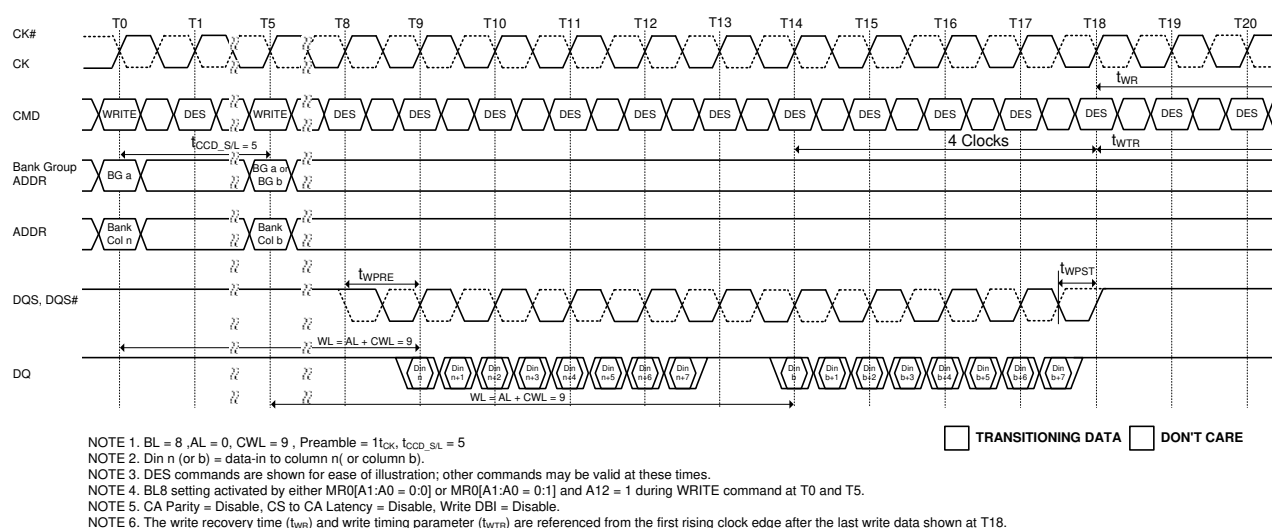 T0 T1 T5 T8 T9 T10 T11 T12 T13 T14 T15 T16 T17 T18 T19 T20
CK#
CK
tWR
CMD WRITE DES WRITE DES DES DES DES DES DES DES DES DES DES DES DES DES
tCCD_S/L = 5
4 Clocks
tWTR
Bank Group
ADDR
BG a
BG a or
BG b
ADDR
Bank
Col n
Bank
Col b
tWPRE
tWPST
DQS, DQS#
WL = AL + CWL = 9
DQ
Din n Din n+1 Din n+2 Din n+3 Din n+4 Din n+5 Din n+6 Din n+7 Din b Din b+1 Din b+2 Din b+3 Din b+4 Din b+5 Din b+6 Din b+7
WL = AL + CWL = 9
TRANSITIONING DATA DON'T CARE
NOTE 1. BL = 8 ,AL = 0, CWL = 9 , Preamble = 1tCK, tCCD_S/L = 5
NOTE 2. Din n (or b) = data-in to column n( or column b).
NOTE 3. DES commands are shown for ease of illustration; other commands may be valid at these times.
NOTE 4. BL8 setting activated by either MR0[A1:A0 = 0:0] or MR0[A1:A0 = 0:1] and A12 = 1 during WRITE command at T0 and T5.
NOTE 5. CA Parity = Disable, CS to CA Latency = Disable, Write DBI = Disable.
NOTE 6. The write recovery time (tWR) and write timing parameter (tWTR) are referenced from the first rising clock edge after the last write data shown at T18.